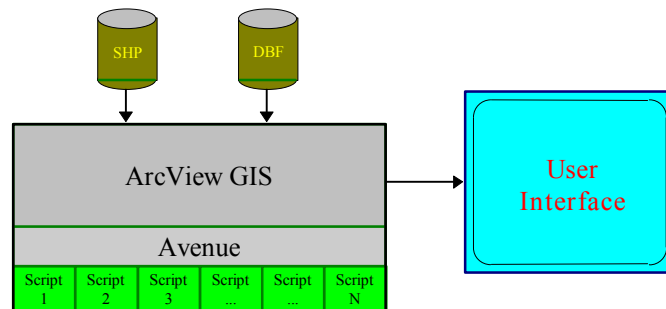 SHP
DBF
ArcView GIS
User
Interface
Avenue
Script
1
Script
2
Script
3
Script
...
Script
...
Script
N